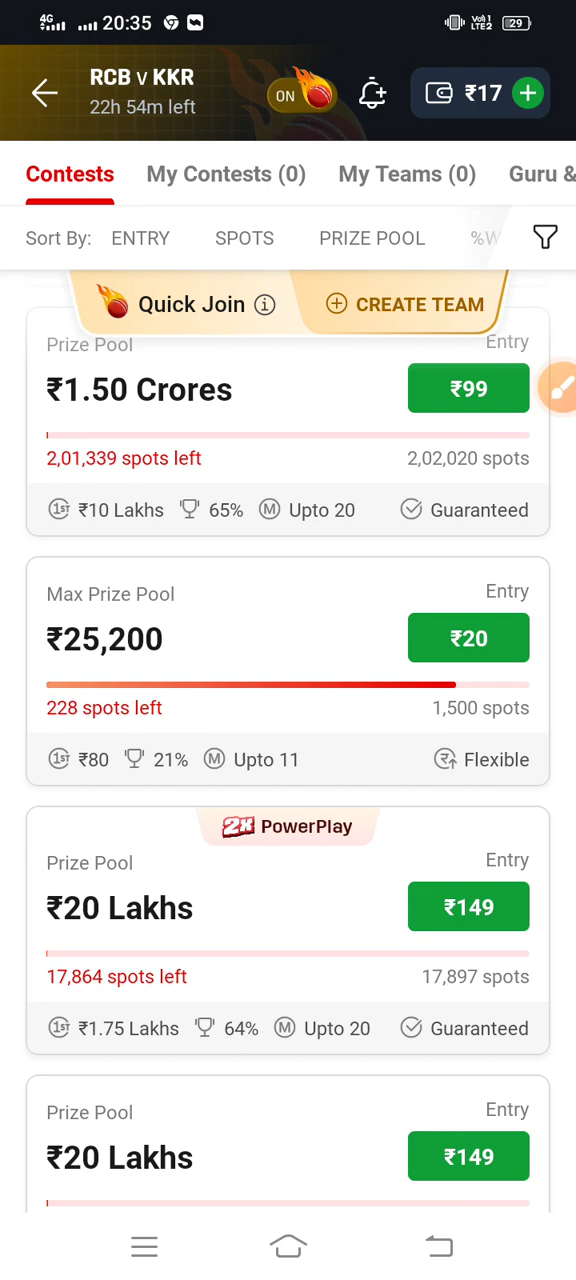 4G 20:35 Vol1 LTE2 29
RCB v KKR
22h 54m left
ON
₹17
Contests My Contests (0) My Teams (0) Guru &
Sort By: ENTRY SPOTS PRIZE POOL %W
Quick Join CREATE TEAM
Prize Pool Entry
₹1.50 Crores ₹99
2,01,339 spots left 2,02,020 spots
1ST ₹10 Lakhs 65% M Upto 20 Guaranteed
Max Prize Pool Entry
₹25,200 ₹20
228 spots left 1,500 spots
1ST ₹80 21% M Upto 11 Flexible
2X PowerPlay
Prize Pool Entry
₹20 Lakhs ₹149
17,864 spots left 17,897 spots
1ST ₹1.75 Lakhs 64% M Upto 20 Guaranteed
Prize Pool Entry
₹20 Lakhs ₹149